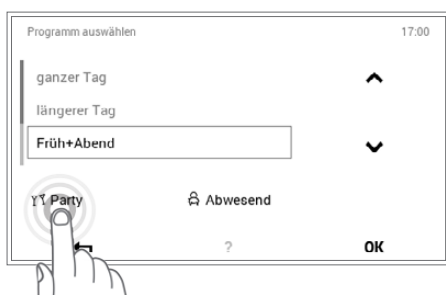 Programm auswählen 17:00
ganzer Tag
längerer Tag
Früh+Abend
Party Abwesend
? OK